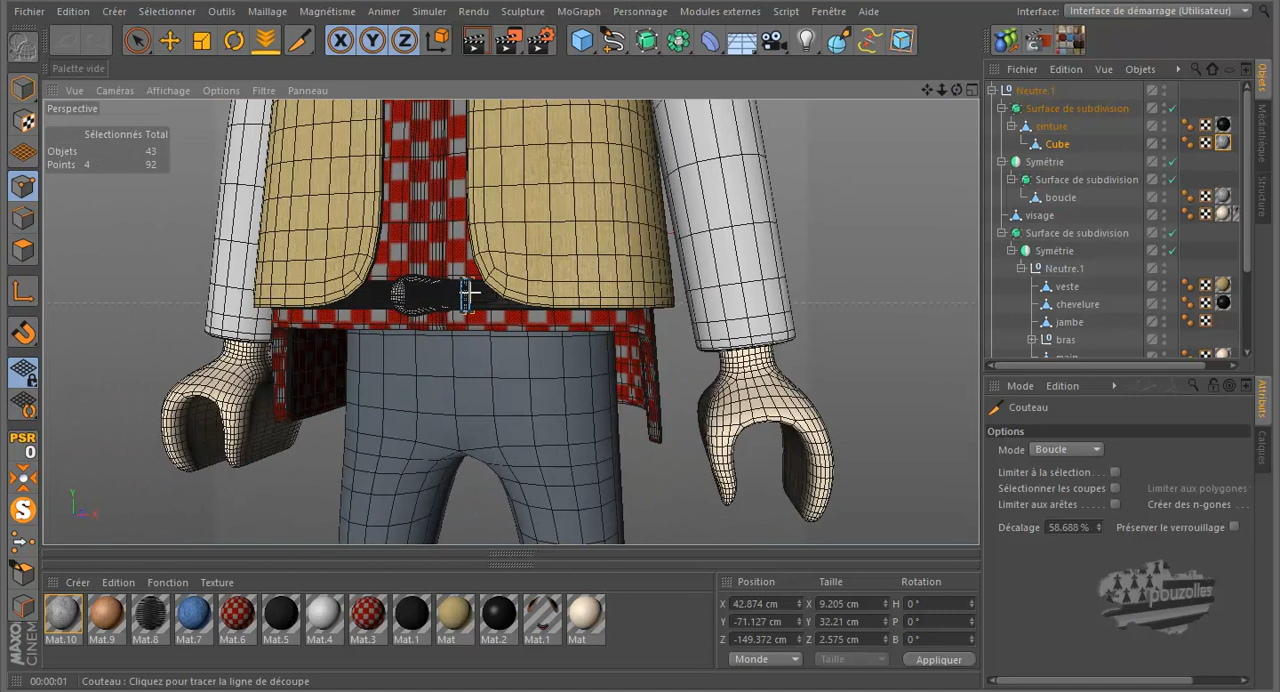 Fichier Edition Créer Sélectionner Outils Maillage Magnétisme Animer Simuler Rendu Sculpture MoGraph Personnage Modules externes Script Fenêtre Aide
Interface: Interface de démarrage (Utilisateur)
X Y Z
Palette vide
Fichier Edition Vue Objets
Vue Caméras Affichage Options Filtre Panneau
Neutre.1
Perspective
Surface de subdivision
Sélectionnés Total
Objets 43
Points 4 92
Cube
Symétrie
Surface de subdivision
boucle
visage
Surface de subdivision
Symétrie
Neutre.1
veste
chevelure
jambe
bras
Objets
Médiathèque
Structure
Mode Edition
Couteau
Options
Mode Boucle
Limiter à la sélection
Sélectionner les coupes Limiter aux polygones
Limiter aux arêtes Créer des n-gones
Décalage 58.688 % Préserver le verrouillage
pouzolles
Attributs
Calques
PSR
0
S
Y
X
Créer Edition Fonction Texture
Mat.10 Mat.9 Mat.8 Mat.7 Mat.6 Mat.5 Mat.4 Mat.3 Mat.1 Mat Mat.2 Mat.1 Mat
Position Taille Rotation
X 42.874 cm X 9.205 cm H 0 °
Y -71.127 cm Y 32.21 cm P 0 °
Z -149.372 cm Z 2.575 cm B 0 °
Monde Taille Appliquer
MAXO
CINEM
00:00:01 Couteau : Cliquez pour tracer la ligne de découpe